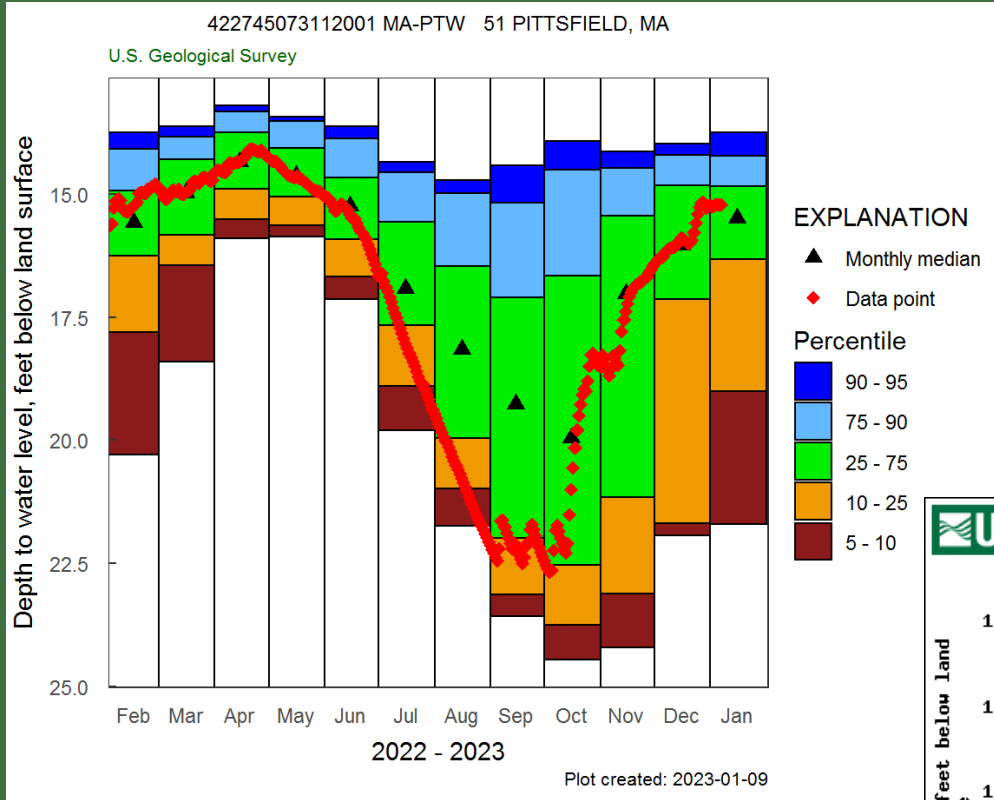 422745073112001 MA-PTW 51 PITTSFIELD, MA
U.S. Geological Survey
Depth to water level, feet below land surface
15.0
17.5
20.0
22.5
25.0
Feb Mar Apr May Jun Jul Aug Sep Oct Nov Dec Jan
2022 - 2023
Plot created: 2023-01-09
EXPLANATION
Monthly median
Data point
Percentile
90 - 95
75 - 90
25 - 75
10 - 25
5 - 10
feet below land
1
1
1